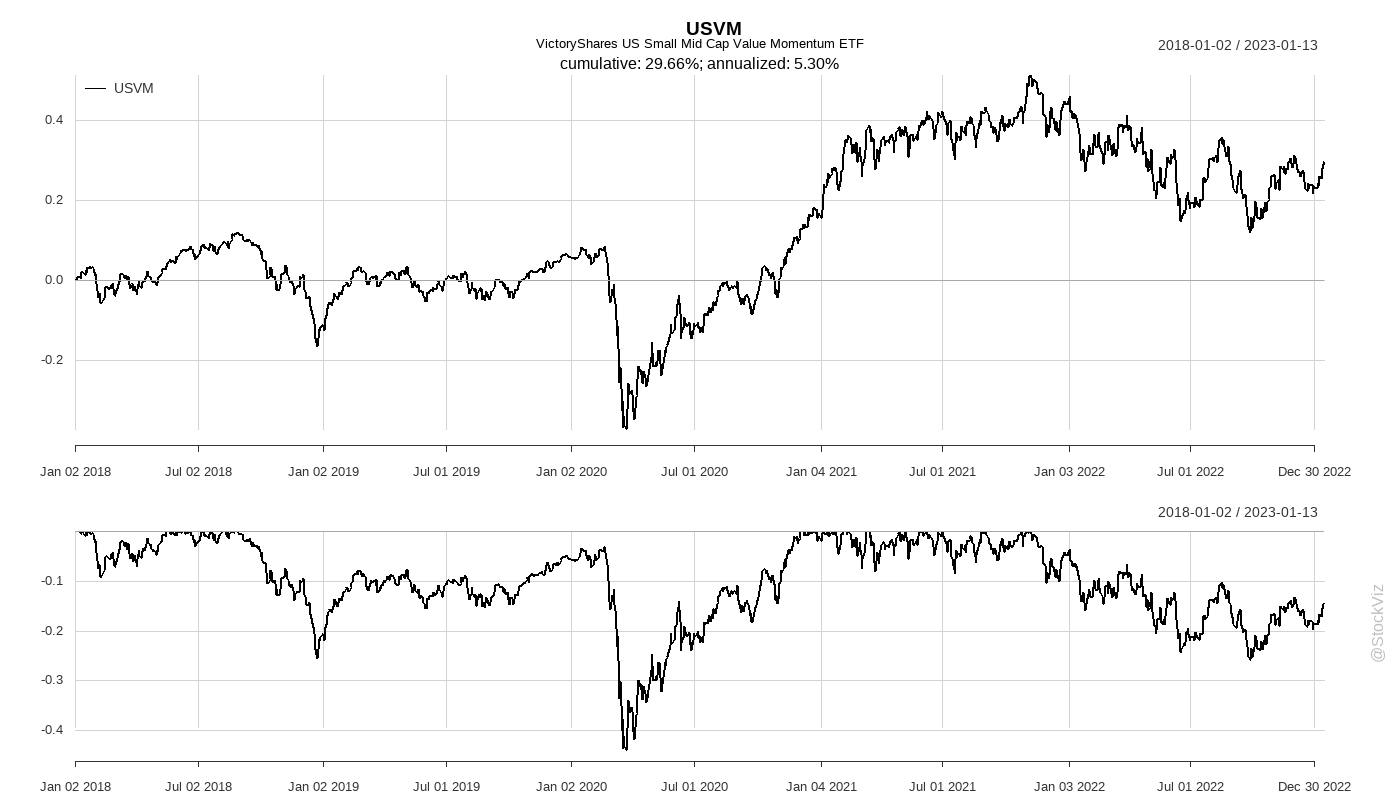 USVM
VictoryShares US Small Mid Cap Value Momentum ETF
cumulative: 29.66%; annualized: 5.30%
2018-01-02 / 2023-01-13
USVM
0.4
0.2
0.0
-0.2
Jan 02 2018 Jul 02 2018 Jan 02 2019 Jul 01 2019 Jan 02 2020 Jul 01 2020 Jan 04 2021 Jul 01 2021 Jan 03 2022 Jul 01 2022 Dec 30 2022
2018-01-02 / 2023-01-13
-0.1
-0.2
-0.3
-0.4
Jan 02 2018 Jul 02 2018 Jan 02 2019 Jul 01 2019 Jan 02 2020 Jul 01 2020 Jan 04 2021 Jul 01 2021 Jan 03 2022 Jul 01 2022 Dec 30 2022
@StockViz